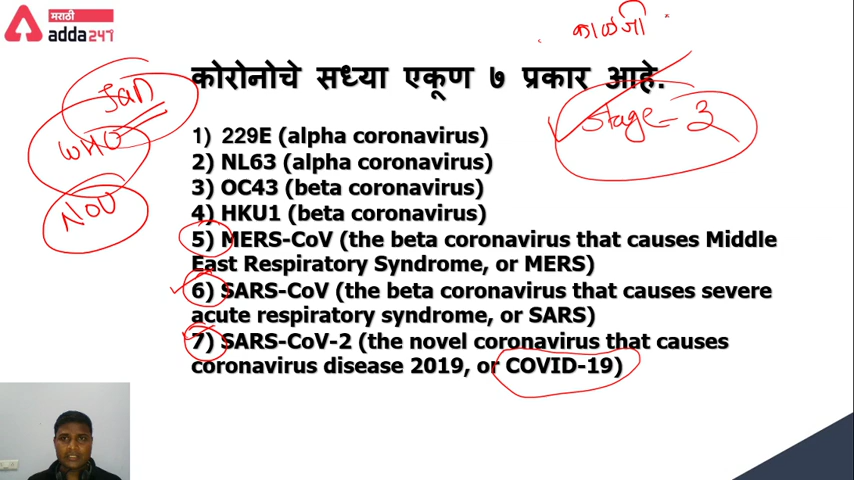 मराठी
adda247
काळजी
कोरोनोचे सध्या एकूण ७ प्रकार आहे.
Jan
Stage-3
WHO
1) 229E (alpha coronavirus)
2) NL63 (alpha coronavirus)
3) OC43 (beta coronavirus)
NOV
4) HKU1 (beta coronavirus)
5) MERS-CoV (the beta coronavirus that causes Middle
East Respiratory Syndrome, or MERS)
6) SARS-CoV (the beta coronavirus that causes severe
acute respiratory syndrome, or SARS)
7) SARS-CoV-2 (the novel coronavirus that causes
coronavirus disease 2019, or COVID-19)